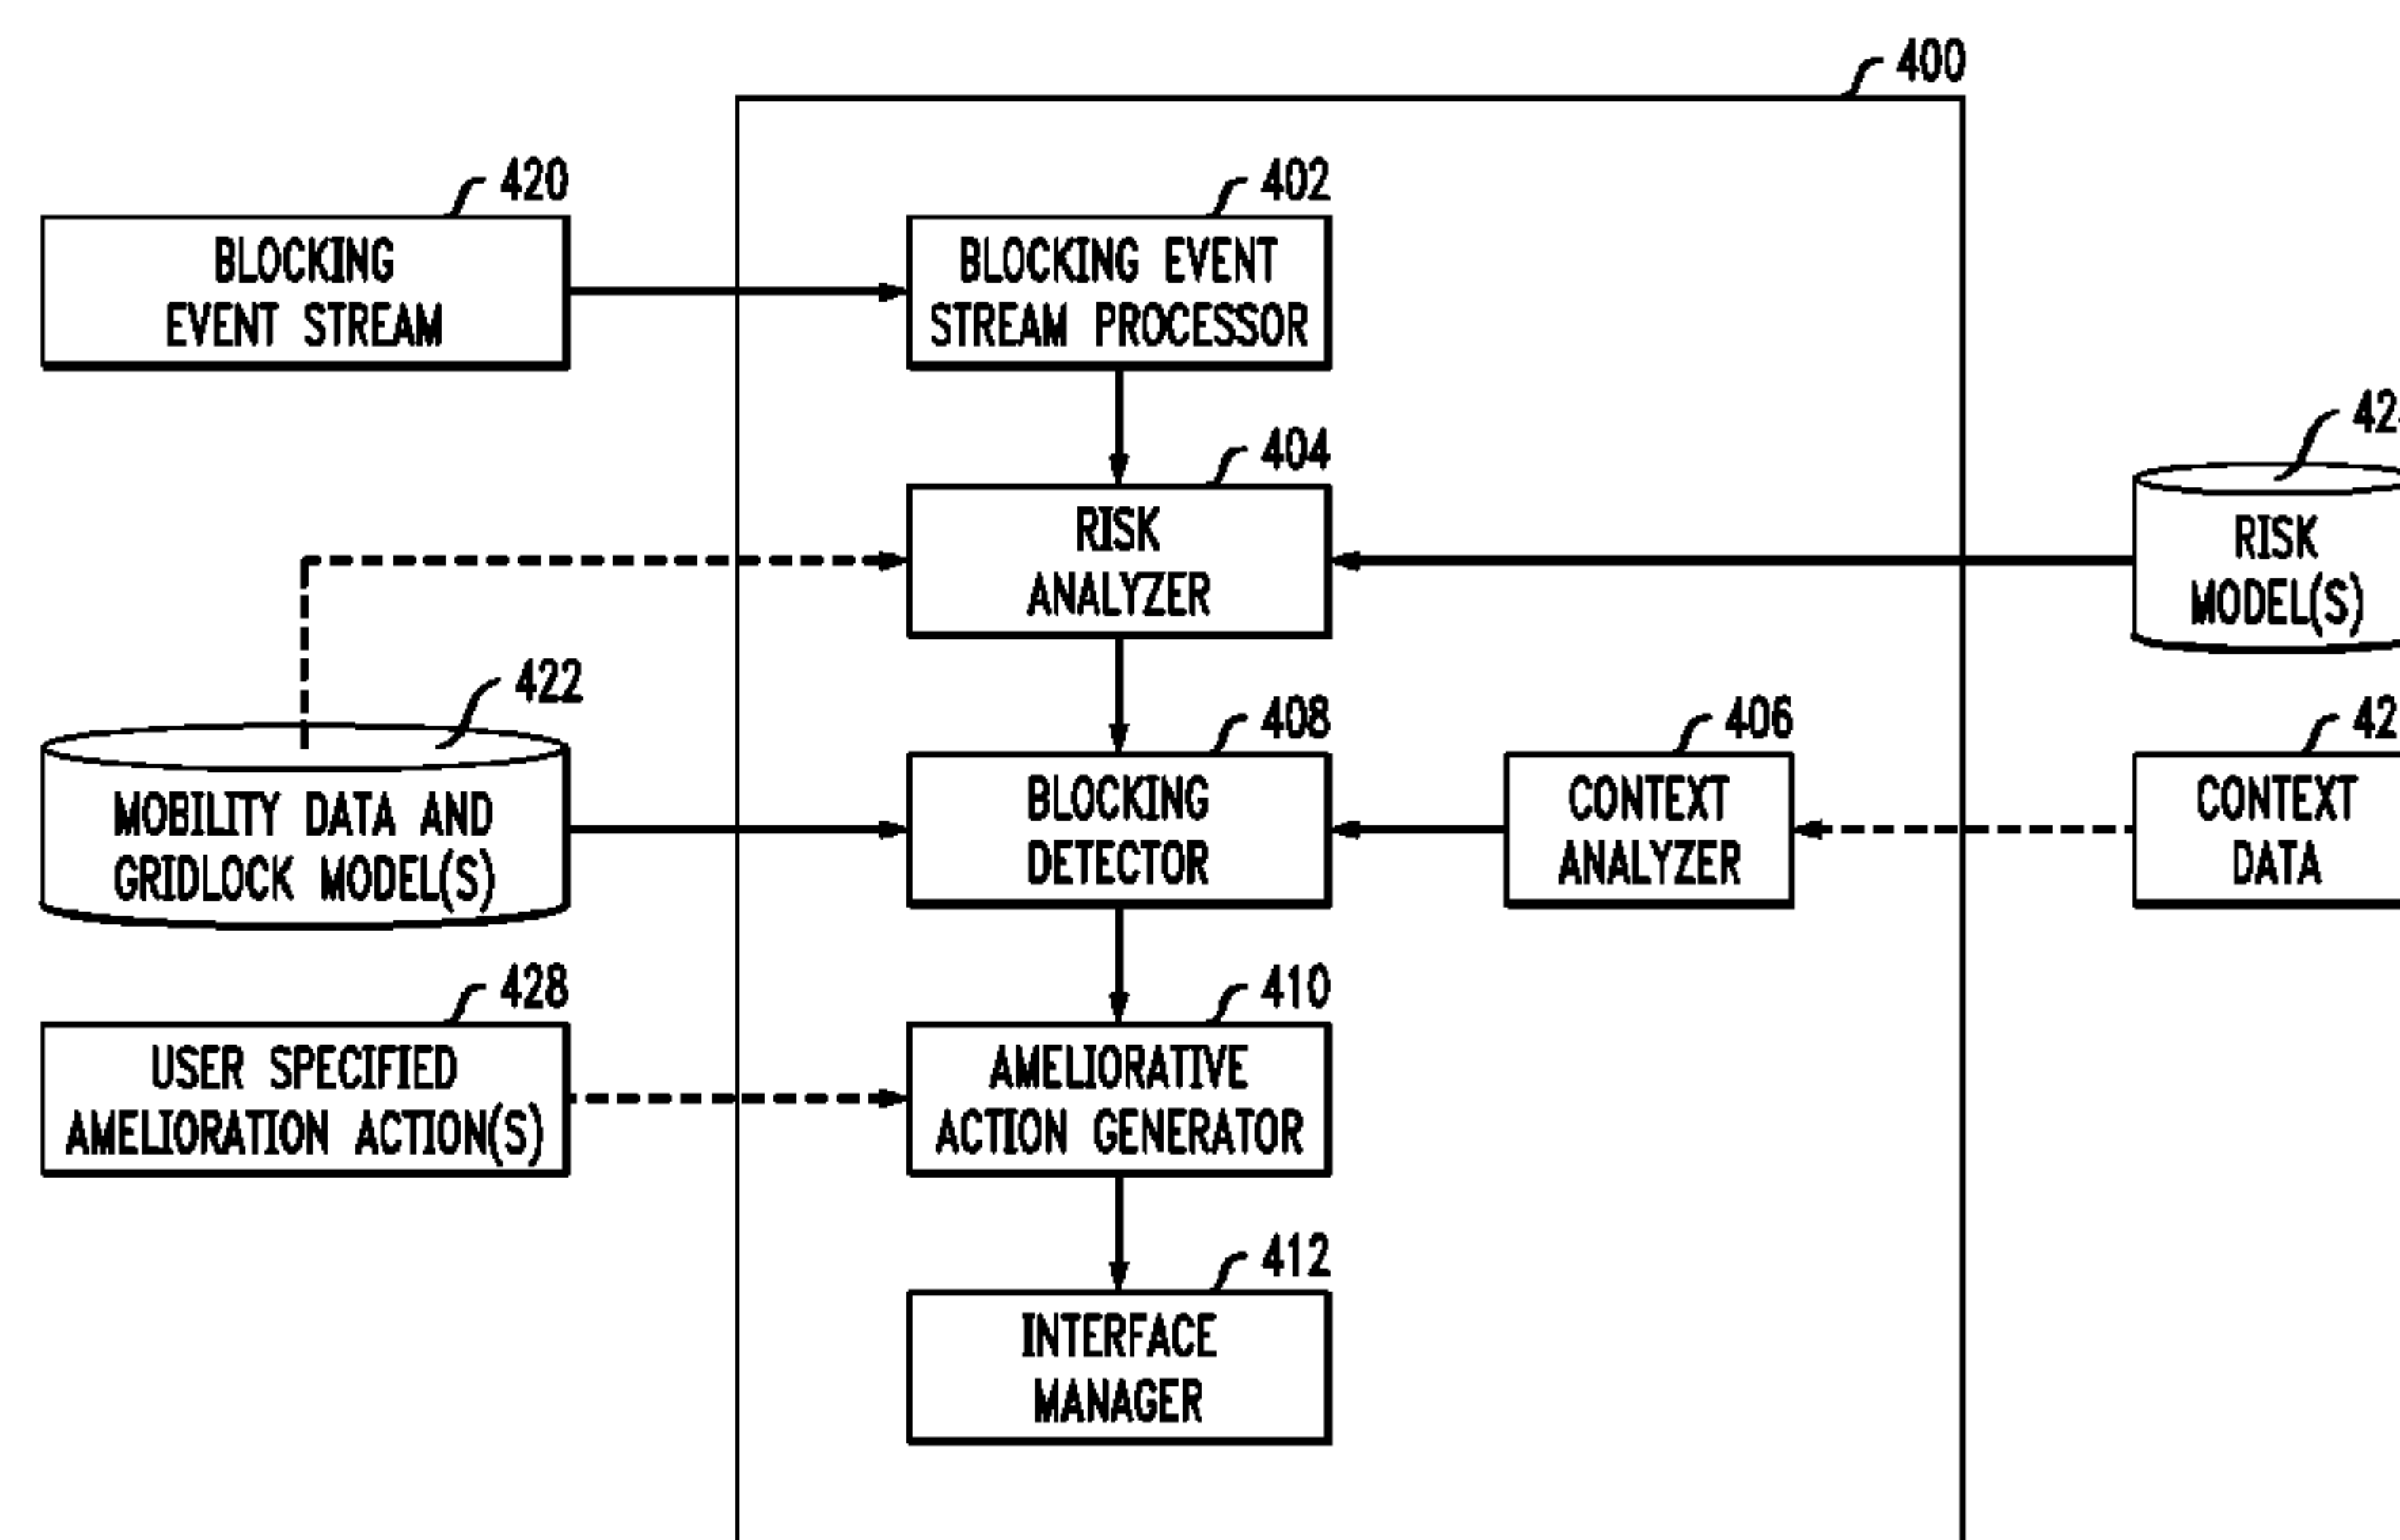 400
420
BLOCKING
EVENT STREAM
402
BLOCKING EVENT
STREAM PROCESSOR
404
RISK
ANALYZER
RISK
MODEL(S)
422
MOBILITY DATA AND
GRIDLOCK MODEL(S)
408
BLOCKING
DETECTOR
406
CONTEXT
ANALYZER
CONTEXT
DATA
428
USER SPECIFIED
AMELIORATION ACTION(S)
410
AMELIORATIVE
ACTION GENERATOR
412
INTERFACE
MANAGER